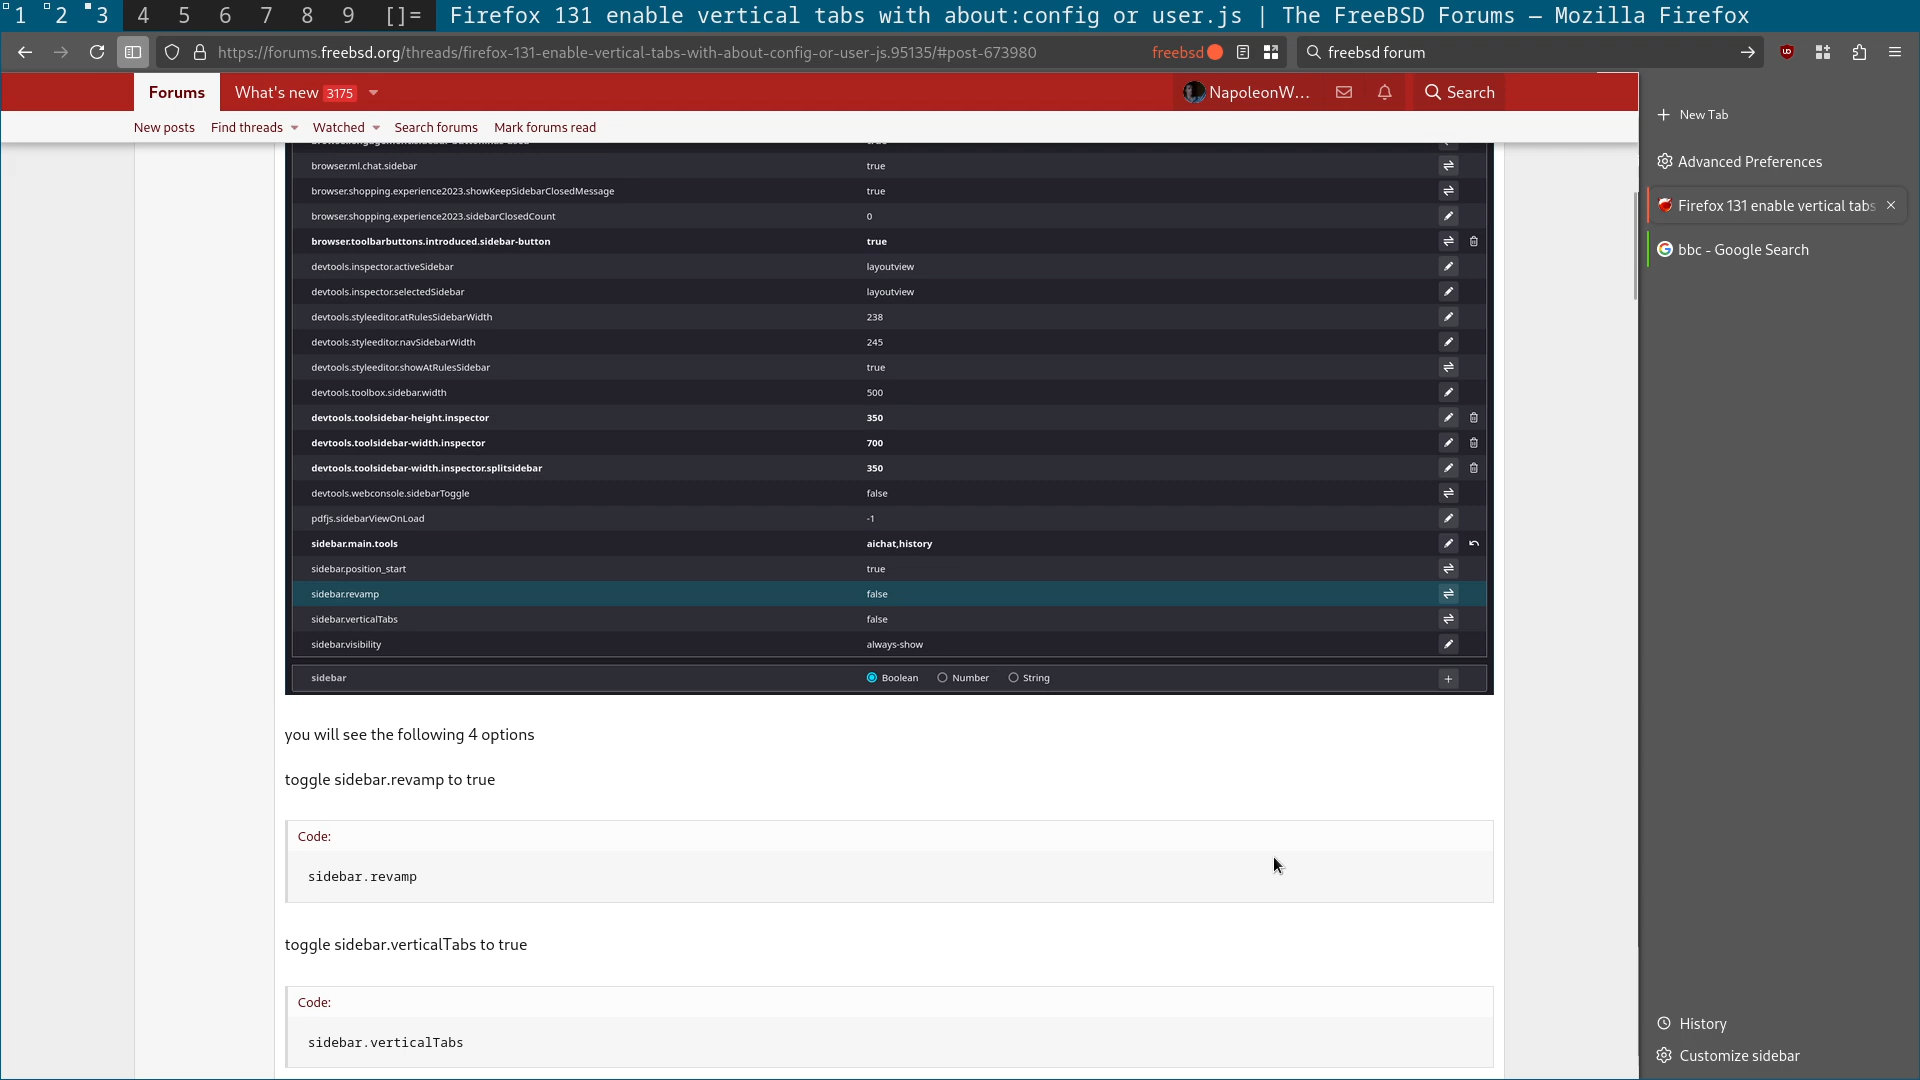 1 2 3 4 5 6 7 8 9 []= Firefox 131 enable vertical tabs with about:config or user.js | The FreeBSD Forums — Mozilla Firefox
https://forums.freebsd.org/threads/firefox-131-enable-vertical-tabs-with-about-config-or-user-js.95135/#post-673980 freebsd freebsd forum
Forums What's new 3175 NapoleonW... Search
New posts Find threads Watched Search forums Mark forums read
browser.ml.chat.sidebar true
browser.shopping.experience2023.showKeepSidebarClosedMessage true
browser.shopping.experience2023.sidebarClosedCount 0
browser.toolbarbuttons.introduced.sidebar-button true
devtools.inspector.activeSidebar layoutview
devtools.inspector.selectedSidebar layoutview
devtools.styleeditor.atRulesSidebarWidth 238
devtools.styleeditor.navSidebarWidth 245
devtools.styleeditor.showAtRulesSidebar true
devtools.toolbox.sidebar.width 500
devtools.toolsidebar-height.inspector 350
devtools.toolsidebar-width.inspector 700
devtools.toolsidebar-width.inspector.splitsidebar 350
devtools.webconsole.sidebarToggle false
pdfjs.sidebarViewOnLoad -1
sidebar.main.tools aichat,history
sidebar.position_start true
sidebar.revamp false
sidebar.verticalTabs false
sidebar.visibility always-show
sidebar Boolean Number String
you will see the following 4 options
toggle sidebar.revamp to true
Code:
sidebar.revamp
toggle sidebar.verticalTabs to true
Code:
sidebar.verticalTabs
New Tab
Advanced Preferences
Firefox 131 enable vertical tabs
bbc - Google Search
History
Customize sidebar